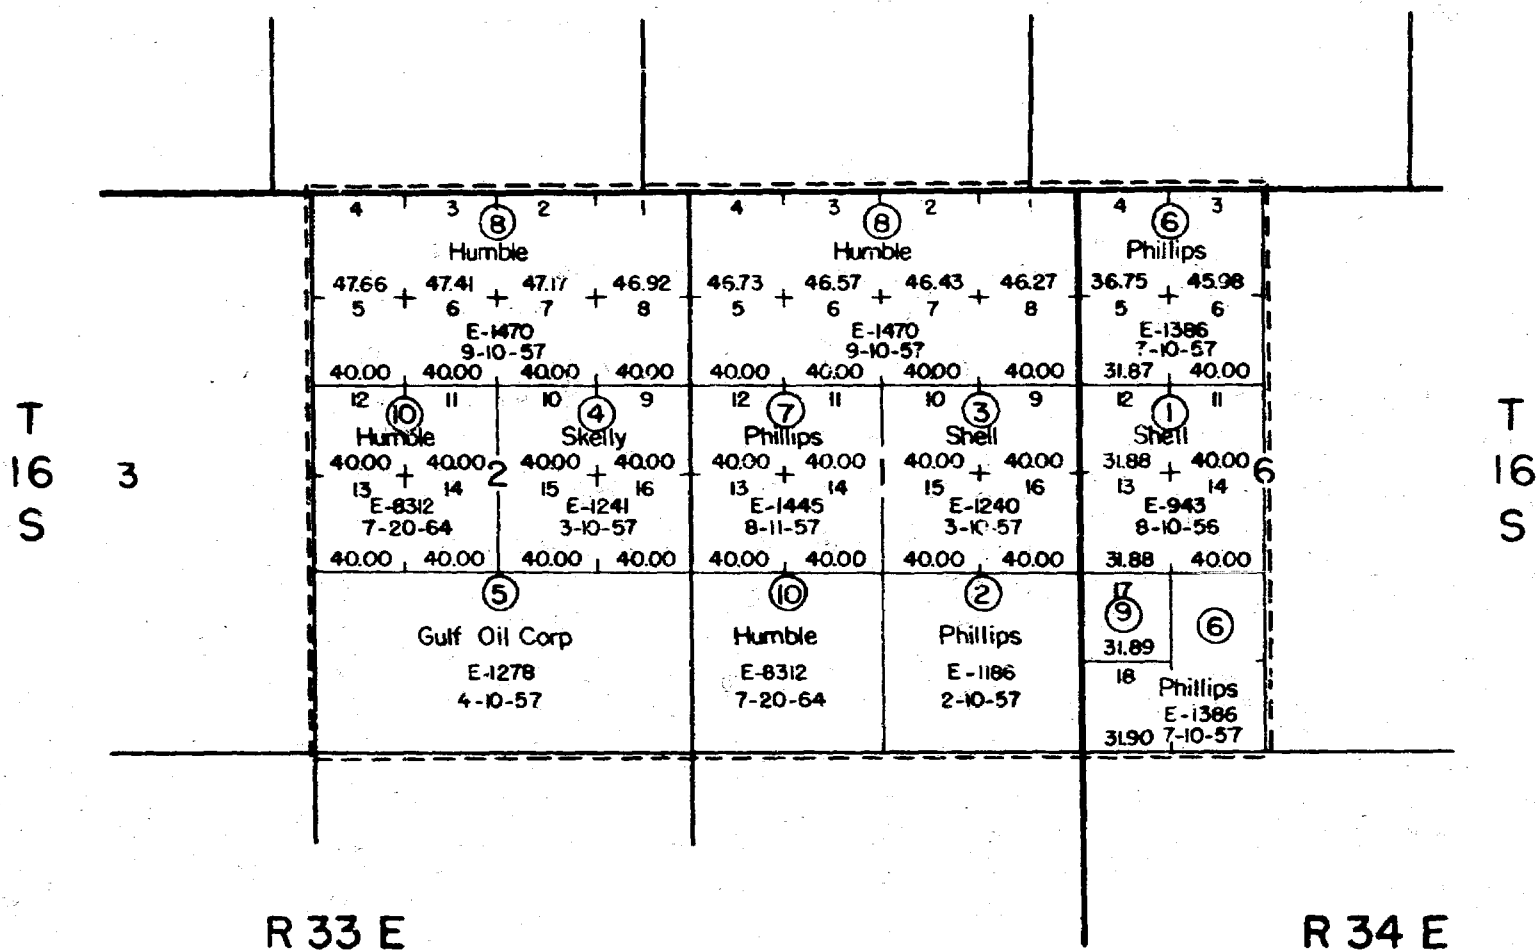 4 3 2 1 4 3 2 1 4 3
8 8 6
Humble Humble Phillips
47.66 47.41 47.17 46.92 46.73 46.57 46.43 46.27 36.75 45.98
5 6 7 8 5 6 7 8 5 6
E-1470 E-1470 E-1386
9-10-57 9-10-57 7-10-57
40.00 40.00 40.00 40.00 40.00 40.00 40.00 40.00 31.87 40.00
12 11 10 9 12 11 10 9 12 11
10 4 7 3 1
Humble Skelly Phillips Shell Shell
40.00 40.00 2 40.00 40.00 40.00 40.00 40.00 40.00 31.88 40.00 6
13 14 15 16 13 14 15 16 13 14
E-8312 E-1241 E-1445 E-1240 E-943
7-20-64 3-10-57 8-11-57 3-10-57 8-10-56
40.00 40.00 40.00 40.00 40.00 40.00 40.00 40.00 31.88 40.00
T
16
S
3
T
16
S
5 10 2 17
9 6
Gulf Oil Corp Humble Phillips 31.89
E-1278 E-8312 E-1186 18
4-10-57 7-20-64 2-10-57
Phillips
E-1386
31.90 7-10-57
R 33 E R 34 E